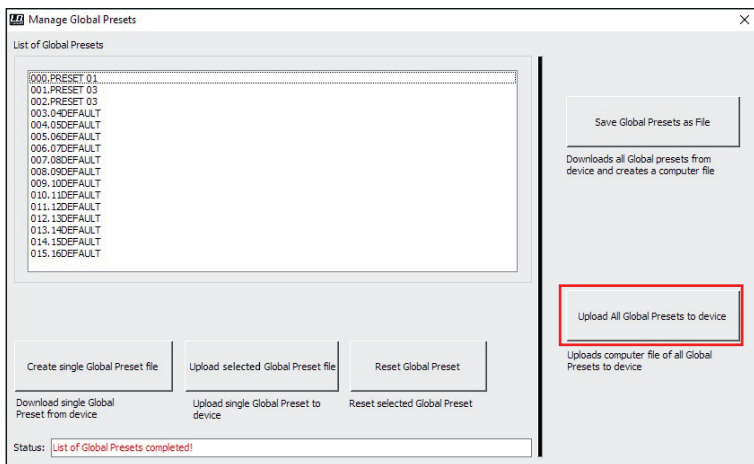 LD Manage Global Presets
List of Global Presets
000.PRESET 01
001.PRESET 03
002.PRESET 03
003.04DEFAULT
004.05DEFAULT
005.06DEFAULT
006.07DEFAULT
007.08DEFAULT
008.09DEFAULT
009.10DEFAULT
010.11DEFAULT
011.12DEFAULT
012.13DEFAULT
013.14DEFAULT
014.15DEFAULT
015.16DEFAULT
Save Global Presets as File
Downloads all Global presets from
device and creates a computer file
Upload All Global Presets to device
Uploads computer file of all Global
Presets to device
Create single Global Preset file
Download single Global
Preset from device
Upload selected Global Preset file
Upload single Global Preset to
device
Reset Global Preset
Reset selected Global Preset
Status: List of Global Presets completed!